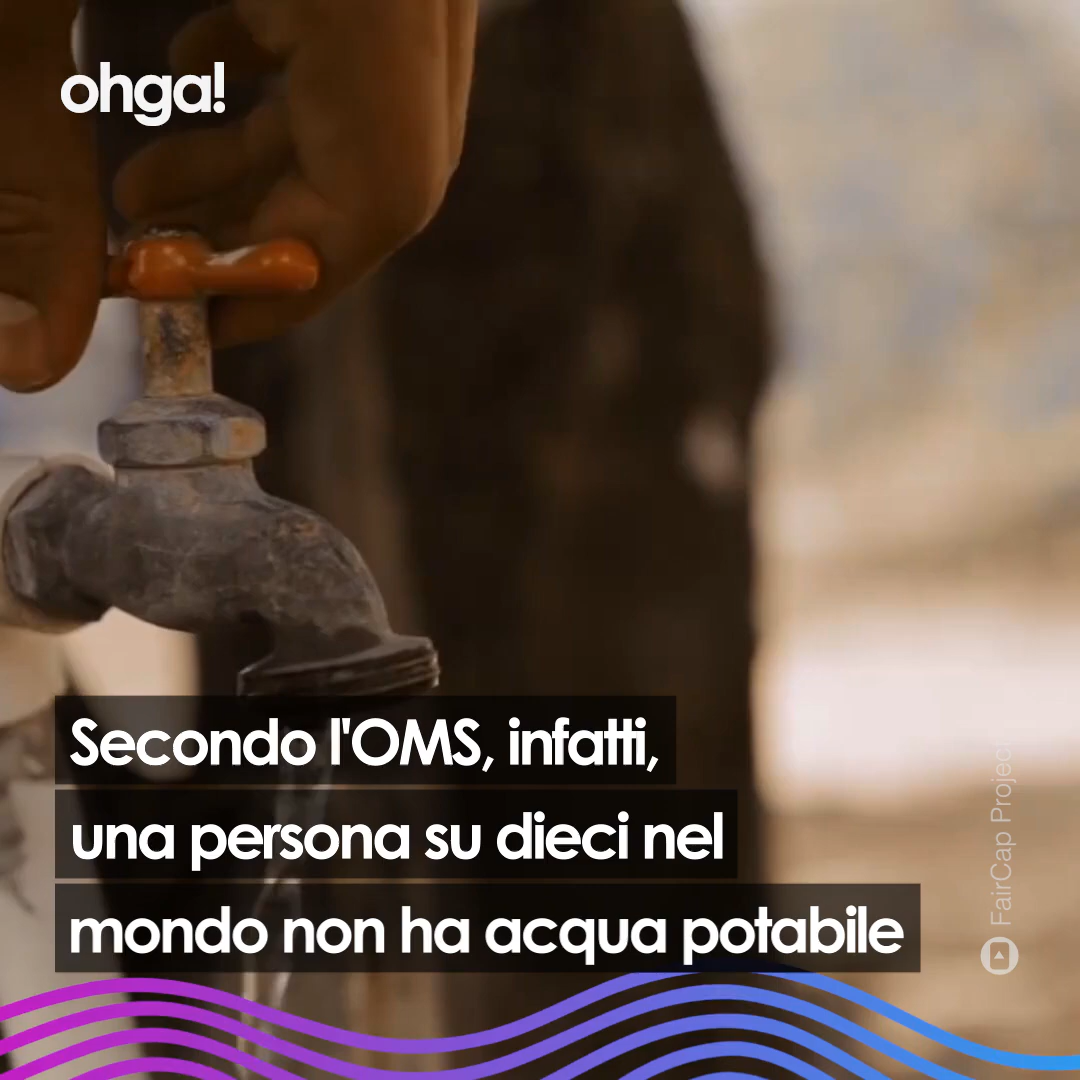 ohga!
Secondo l'OMS, infatti,
una persona su dieci nel
mondo non ha acqua potabile
FairCap Project